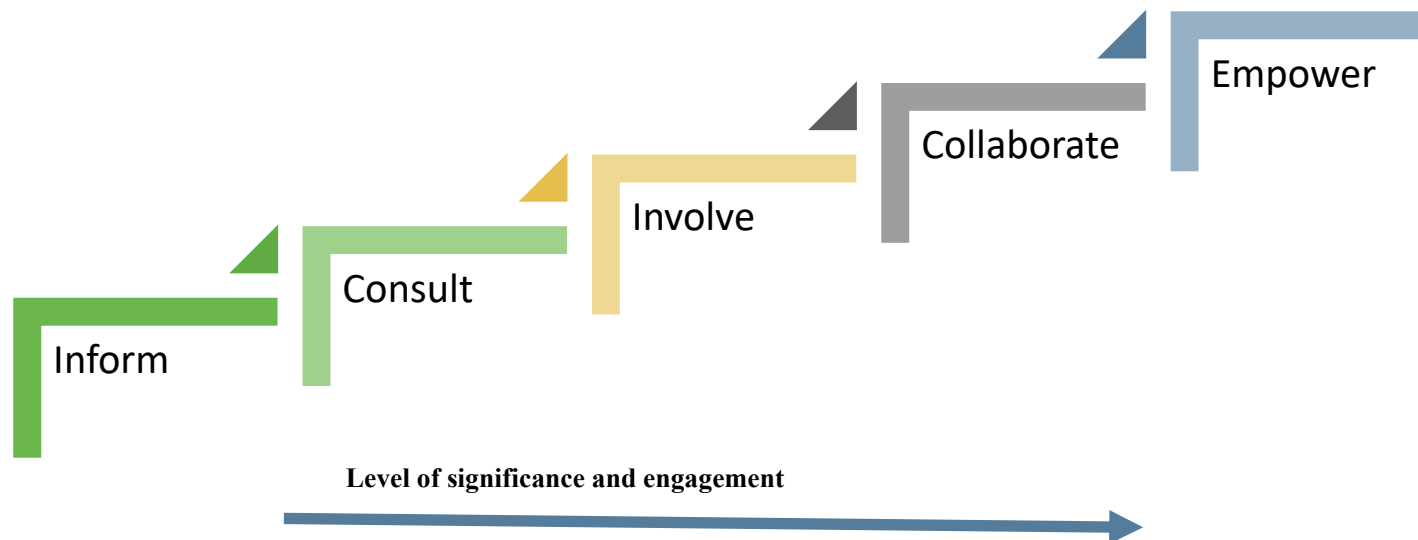 Empower
Collaborate
Involve
Consult
Inform
Level of significance and engagement